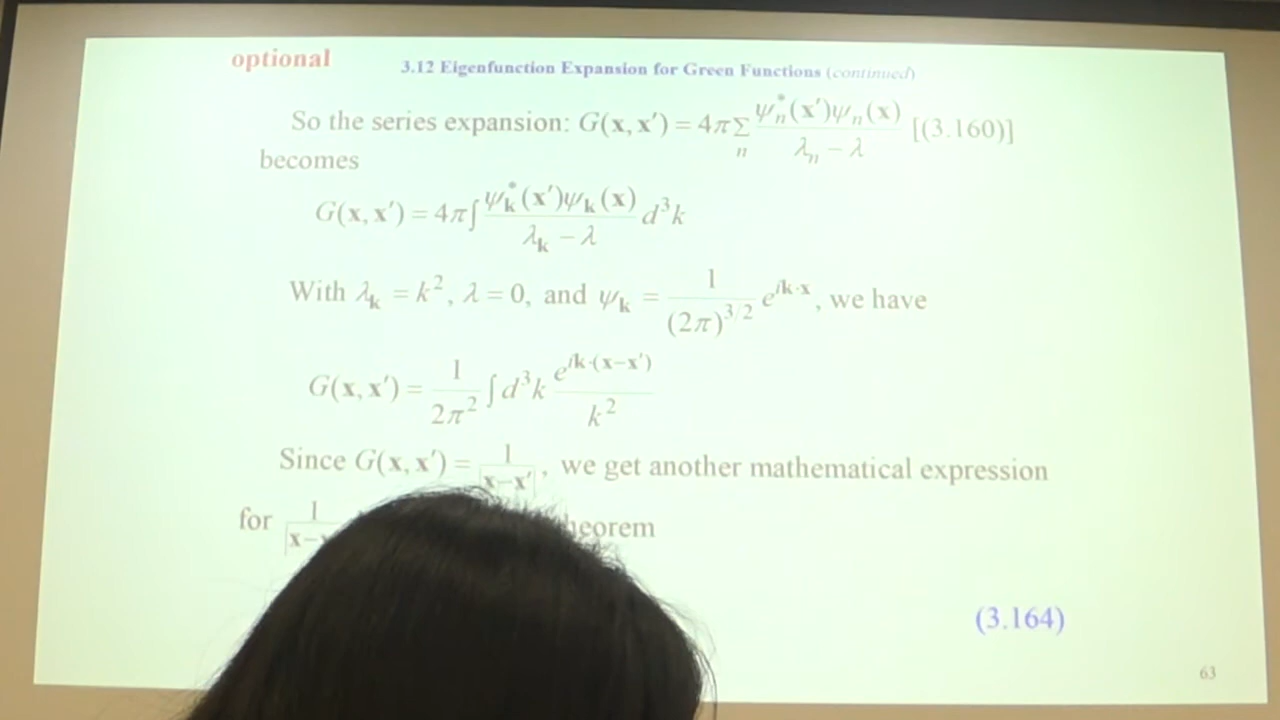 optional
3.12 Eigenfunction Expansion for Green Functions (continued)
So the series expansion: G(x, x′) = 4π∑ₙ ψₙ*(x′)ψₙ(x) / (λₙ − λ) [(3.160)]
becomes
G(x, x′) = 4π∫ ψₖ*(x′)ψₖ(x) / (λₖ − λ) d³k
With λₖ = k², λ = 0, and ψₖ = 1 / (2π)^{3/2} e^{ik·x}, we have
G(x, x′) = 1 / 2π² ∫ d³k e^{ik·(x−x′)} / k²
Since G(x, x′) = 1 / |x−x′|, we get another mathematical expression
for
(3.164)
63